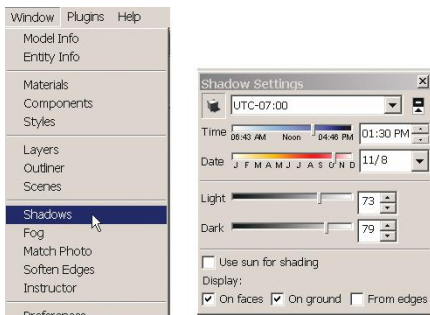 Window Plugins Help
Model Info
Entity Info
Materials
Components
Styles
Layers
Outliner
Scenes
Shadows
Fog
Match Photo
Soften Edges
Instructor
Preferences
Shadow Settings
UTC-07:00
Time 06:43 AM Noon 04:46 PM 01:30 PM
Date J F M A M J J A S O N D 11/8
Light 73
Dark 79
Use sun for shading
Display:
On faces On ground From edges